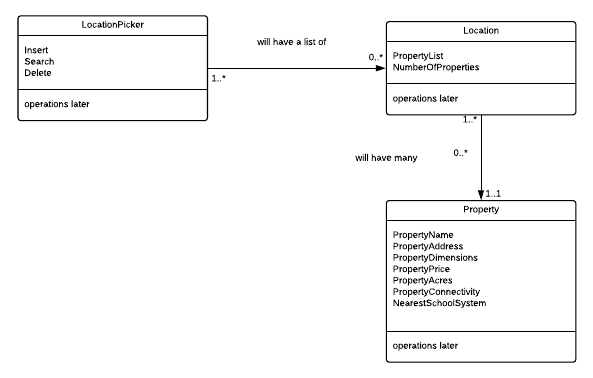 LocationPicker
Insert
Search
Delete
operations later
will have a list of
0..*
1..*
Location
PropertyList
NumberOfProperties
operations later
1..*
0..*
will have many
1..1
Property
PropertyName
PropertyAddress
PropertyDimensions
PropertyPrice
PropertyAcres
PropertyConnectivity
NearestSchoolSystem
operations later